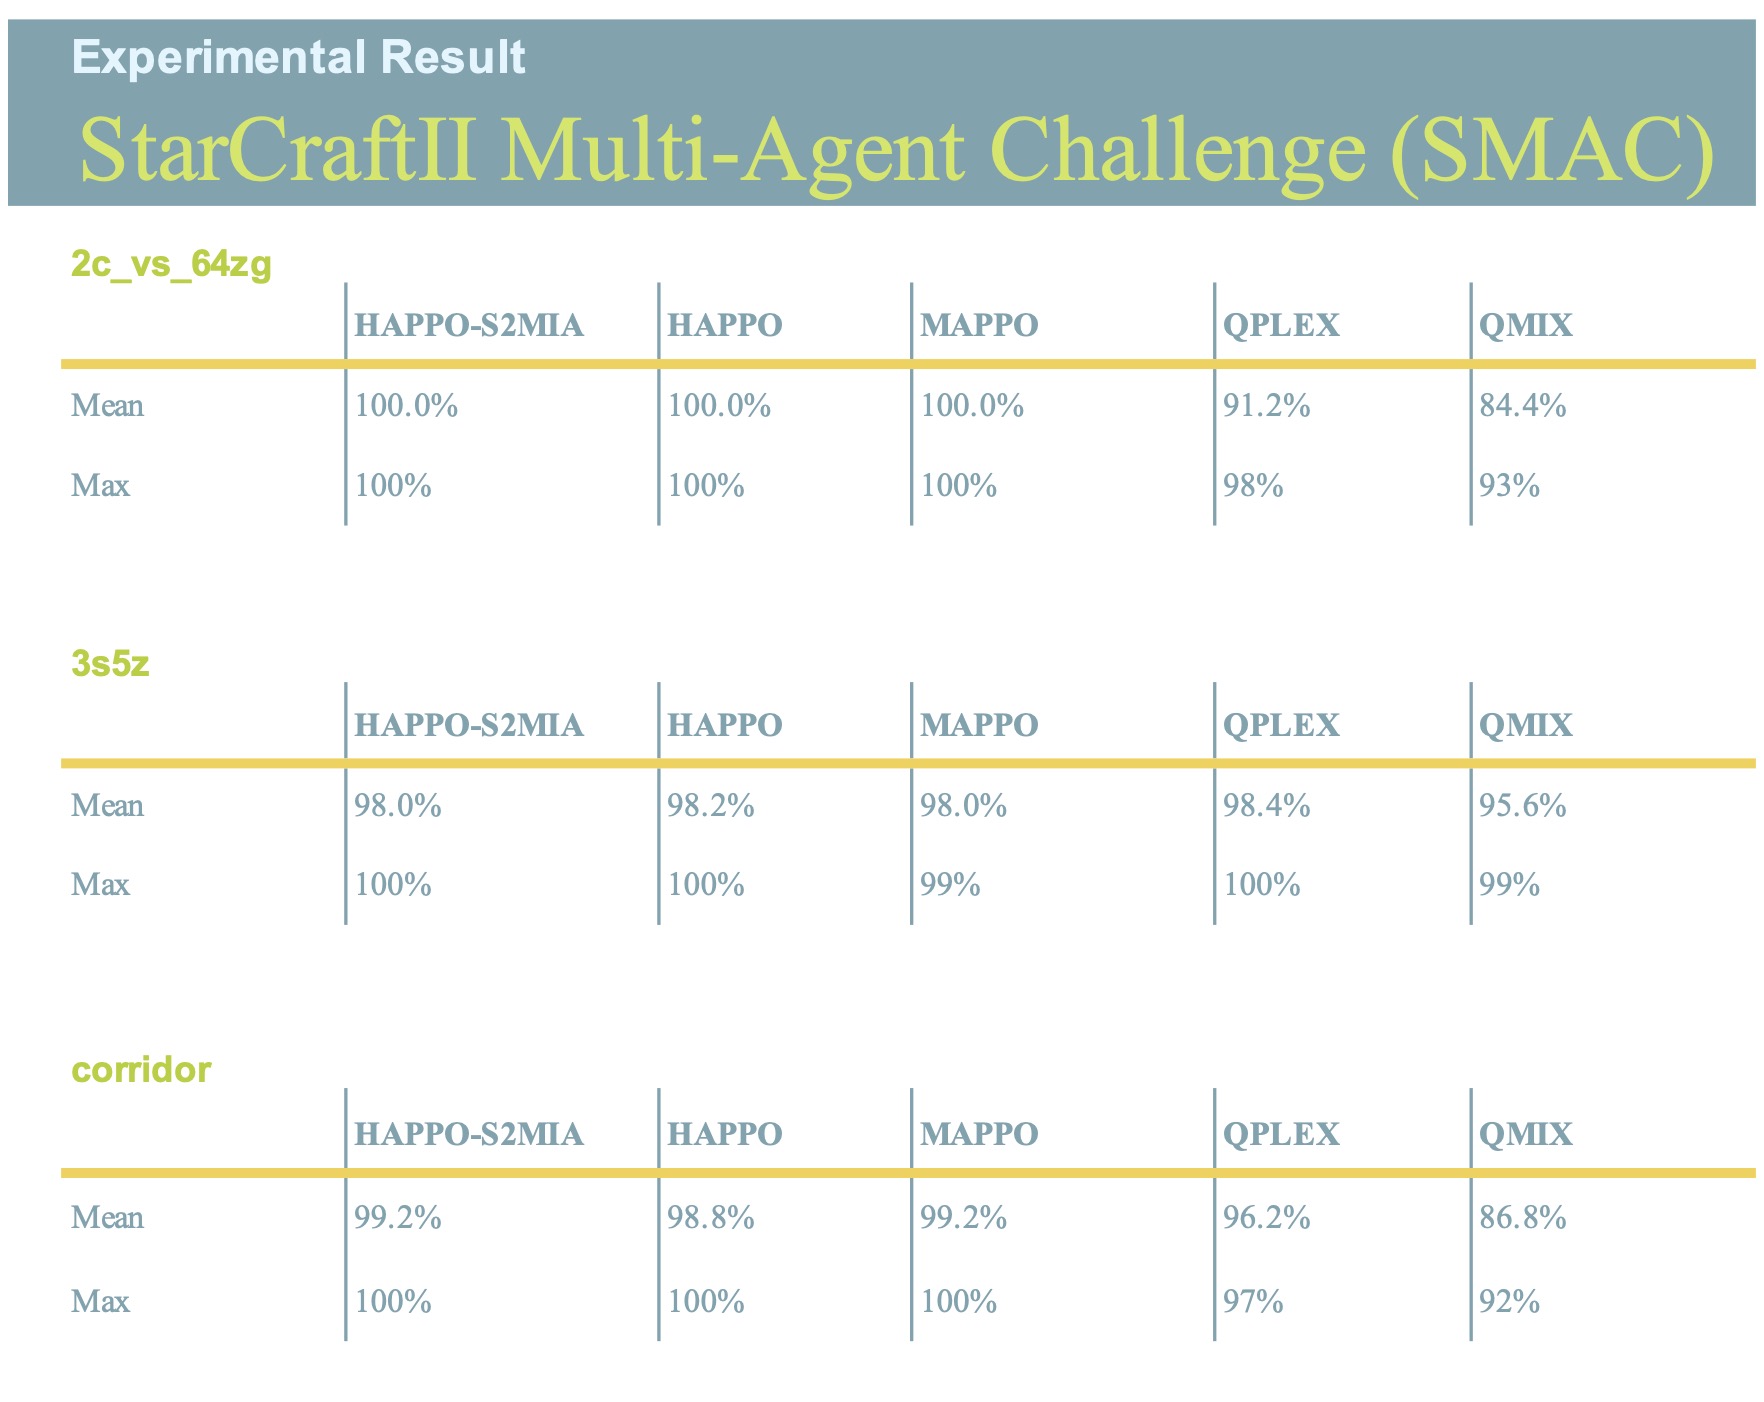 Experimental Result
StarCraftII Multi-Agent Challenge (SMAC)
2c_vs_64zg
HAPPO-S2MIA HAPPO MAPPO QPLEX QMIX
Mean 100.0% 100.0% 100.0% 91.2% 84.4%
Max 100% 100% 100% 98% 93%
3s5z
HAPPO-S2MIA HAPPO MAPPO QPLEX QMIX
Mean 98.0% 98.2% 98.0% 98.4% 95.6%
Max 100% 100% 99% 100% 99%
corridor
HAPPO-S2MIA HAPPO MAPPO QPLEX QMIX
Mean 99.2% 98.8% 99.2% 96.2% 86.8%
Max 100% 100% 100% 97% 92%